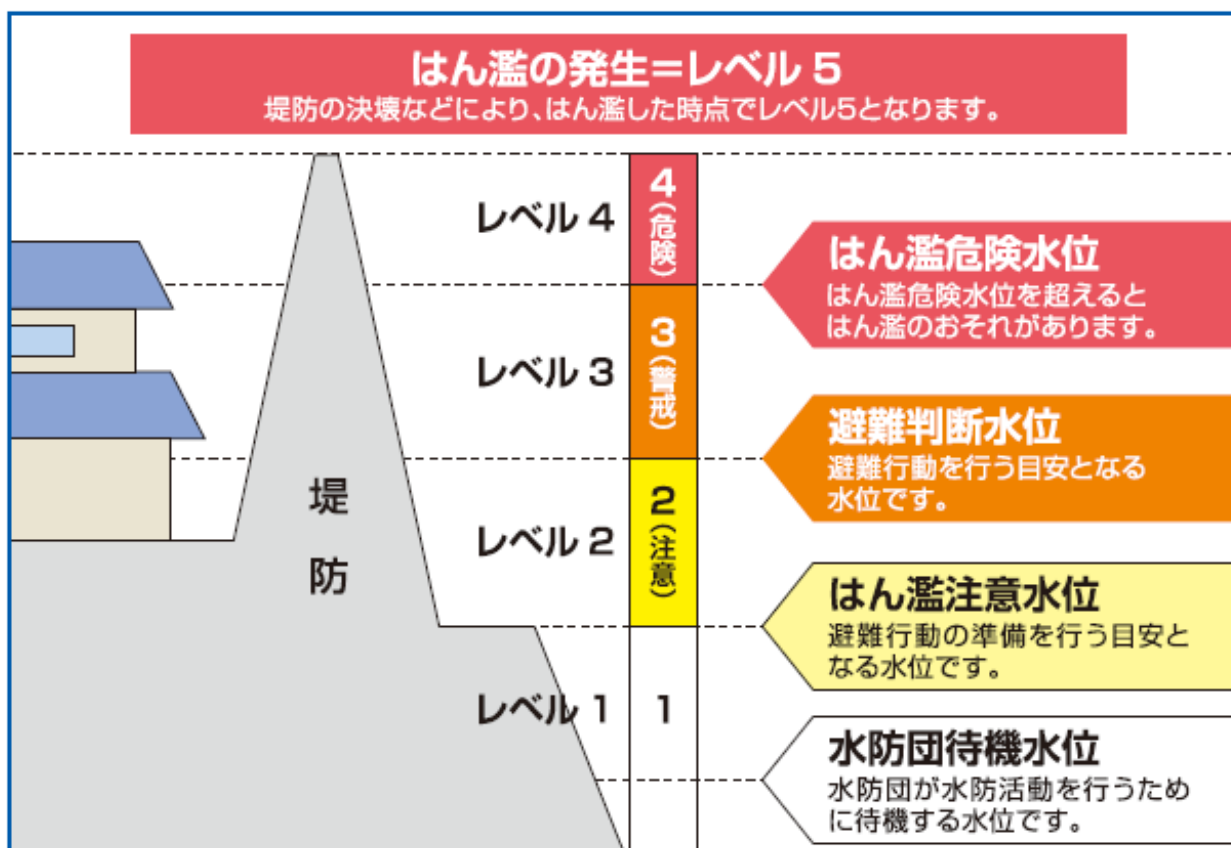 はん濫の発生=レベル 5
堤防の決壊などにより、はん濫した時点でレベル5となります。
レベル 4
4(危険)
はん濫危険水位
はん濫危険水位を超えると
はん濫のおそれがあります。
レベル 3
3(警戒)
避難判断水位
避難行動を行う目安となる
水位です。
堤防
レベル 2
2(注意)
はん濫注意水位
避難行動の準備を行う目安と
なる水位です。
レベル 1
1
水防団待機水位
水防団が水防活動を行うため
に待機する水位です。